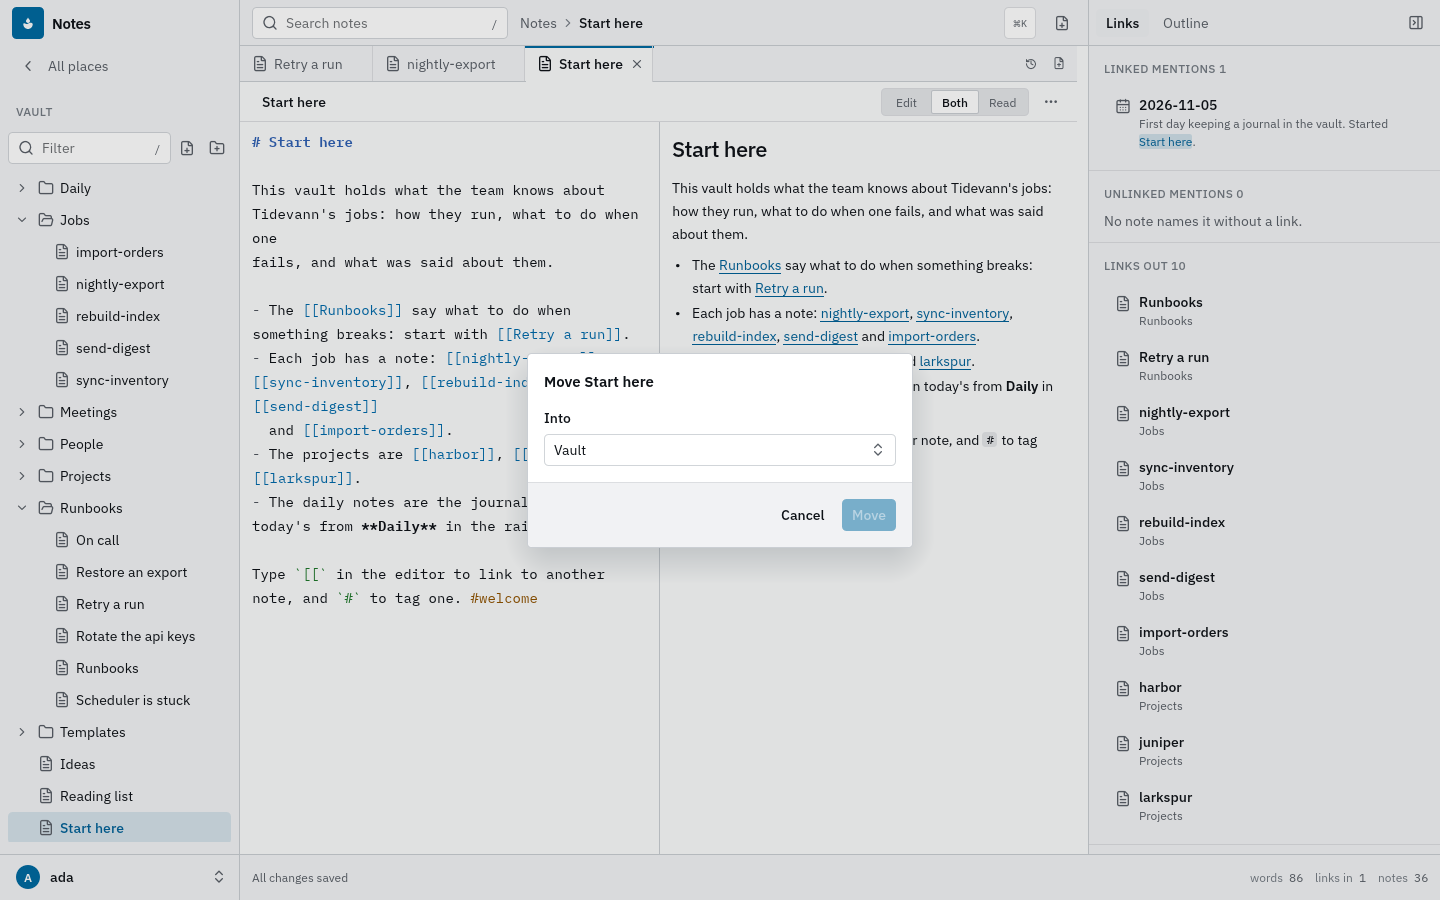 Notes
All places
VAULT
Filter /
Daily
Jobs
import-orders
nightly-export
rebuild-index
send-digest
sync-inventory
Meetings
People
Projects
Runbooks
On call
Restore an export
Retry a run
Rotate the api keys
Runbooks
Scheduler is stuck
Templates
Ideas
Reading list
Start here
A ada
Search notes /
Notes > Start here
⌘K
Retry a run
nightly-export
Start here
Start here
Edit Both Read
# Start here
This vault holds what the team knows about
Tidevann's jobs: how they run, what to do when
one
fails, and what was said about them.
- The [[Runbooks]] say what to do when
something breaks: start with [[Retry a run]].
- Each job has a note: [[nightly-
[[sync-inventory]], [[rebuild-ind
[[send-digest]]
and [[import-orders]].
- The projects are [[harbor]], [[
[[larkspur]].
- The daily notes are the journal
today's from **Daily** in the rai
Type `[[` in the editor to link to another
note, and `#` to tag one. #welcome
Start here
This vault holds what the team knows about Tidevann's jobs:
how they run, what to do when one fails, and what was said
about them.
• The Runbooks say what to do when something breaks:
start with Retry a run.
• Each job has a note: nightly-export, sync-inventory,
rebuild-index, send-digest and import-orders.
larkspur.
n today's from Daily in
r note, and # to tag
Move Start here
Into
Vault
Cancel
Move
Links
Outline
LINKED MENTIONS 1
2026-11-05
First day keeping a journal in the vault. Started
Start here.
UNLINKED MENTIONS 0
No note names it without a link.
LINKS OUT 10
Runbooks
Runbooks
Retry a run
Runbooks
nightly-export
Jobs
sync-inventory
Jobs
rebuild-index
Jobs
send-digest
Jobs
import-orders
Jobs
harbor
Projects
juniper
Projects
larkspur
Projects
All changes saved
words 86 links in 1 notes 36